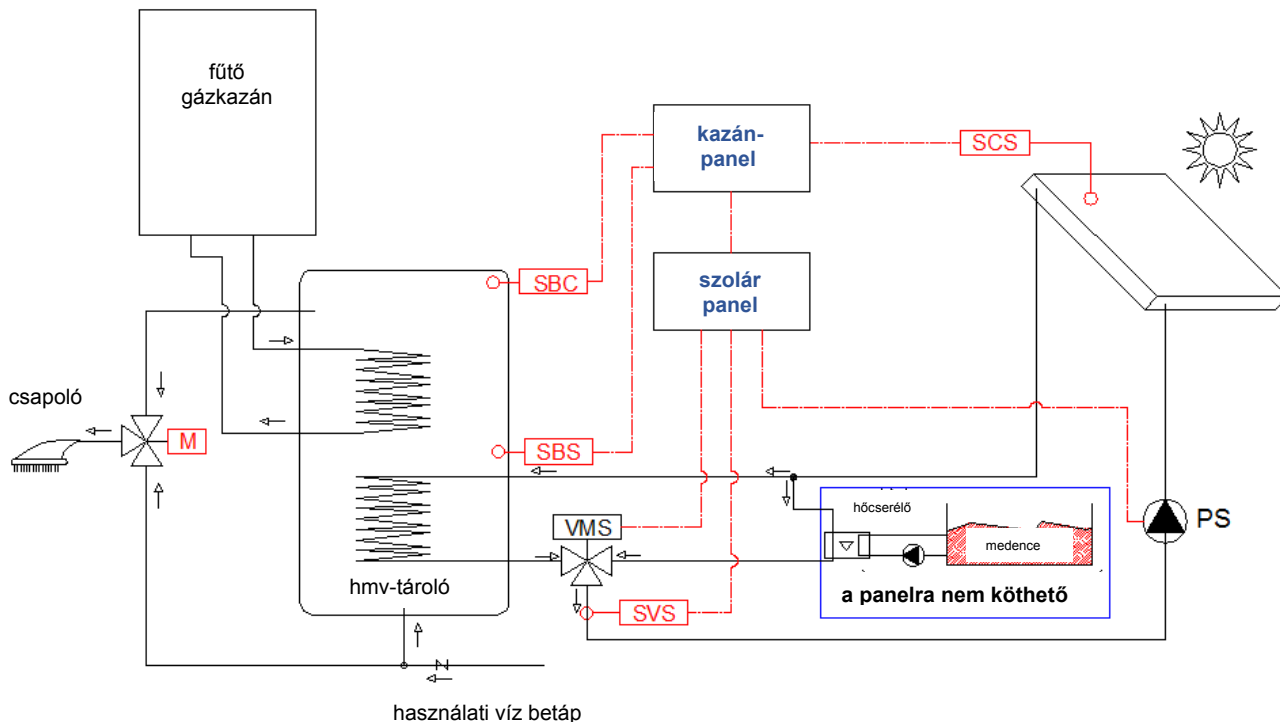 fűtő
gázkazán
kazán-
panel
SCS
SBC
szolár
panel
csapoló
M
SBS
hőcserélő
VMS
medence
PS
hmv-tároló
a panelra nem köthető
SVS
használati víz betáp